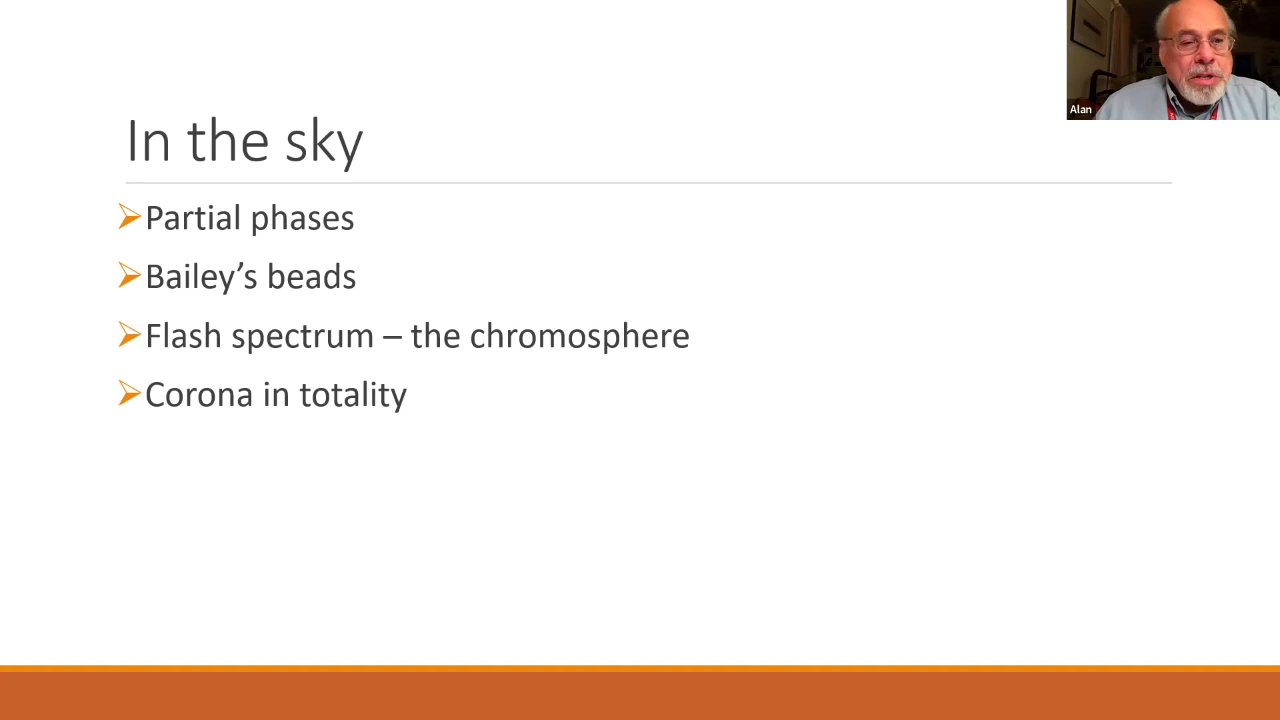 In the sky
Partial phases
Bailey’s beads
Flash spectrum – the chromosphere
Corona in totality
Alan